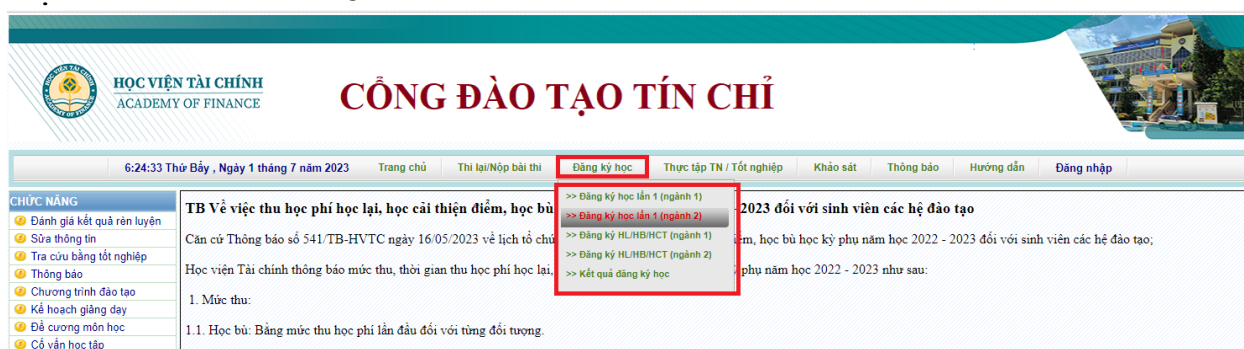 HỌC VIỆN TÀI CHÍNH
ACADEMY OF FINANCE
CỔNG ĐÀO TẠO TÍN CHỈ
6:24:33 Thứ Bảy , Ngày 1 tháng 7 năm 2023 Trang chủ Thi lại/Nộp bài thi Đăng ký học Thực tập TN / Tốt nghiệp Khảo sát Thông báo Hướng dẫn Đăng nhập
CHỨC NĂNG
Đánh giá kết quả rèn luyện
Sửa thông tin
Tra cứu bằng tốt nghiệp
Thông báo
Chương trình đào tạo
Kế hoạch giảng dạy
Đề cương môn học
Cố vấn học tập
>> Đăng ký học lần 1 (ngành 1)
>> Đăng ký học lần 1 (ngành 2)
>> Đăng ký HL/HB/HCT (ngành 1)
>> Đăng ký HL/HB/HCT (ngành 2)
>> Kết quả đăng ký học
TB Về việc thu học phí học lại, học cải thiện điểm, học bù 2023 đối với sinh viên các hệ đào tạo
Căn cứ Thông báo số 541/TB-HVTC ngày 16/05/2023 về lịch tổ chứ ểm, học bù học kỳ phụ năm học 2022 - 2023 đối với sinh viên các hệ đào tạo;
Học viện Tài chính thông báo mức thu, thời gian thu học phí học lại, phụ năm học 2022 - 2023 như sau:
1. Mức thu:
1.1. Học bù: Bằng mức thu học phí lần đầu đối với từng đối tượng.